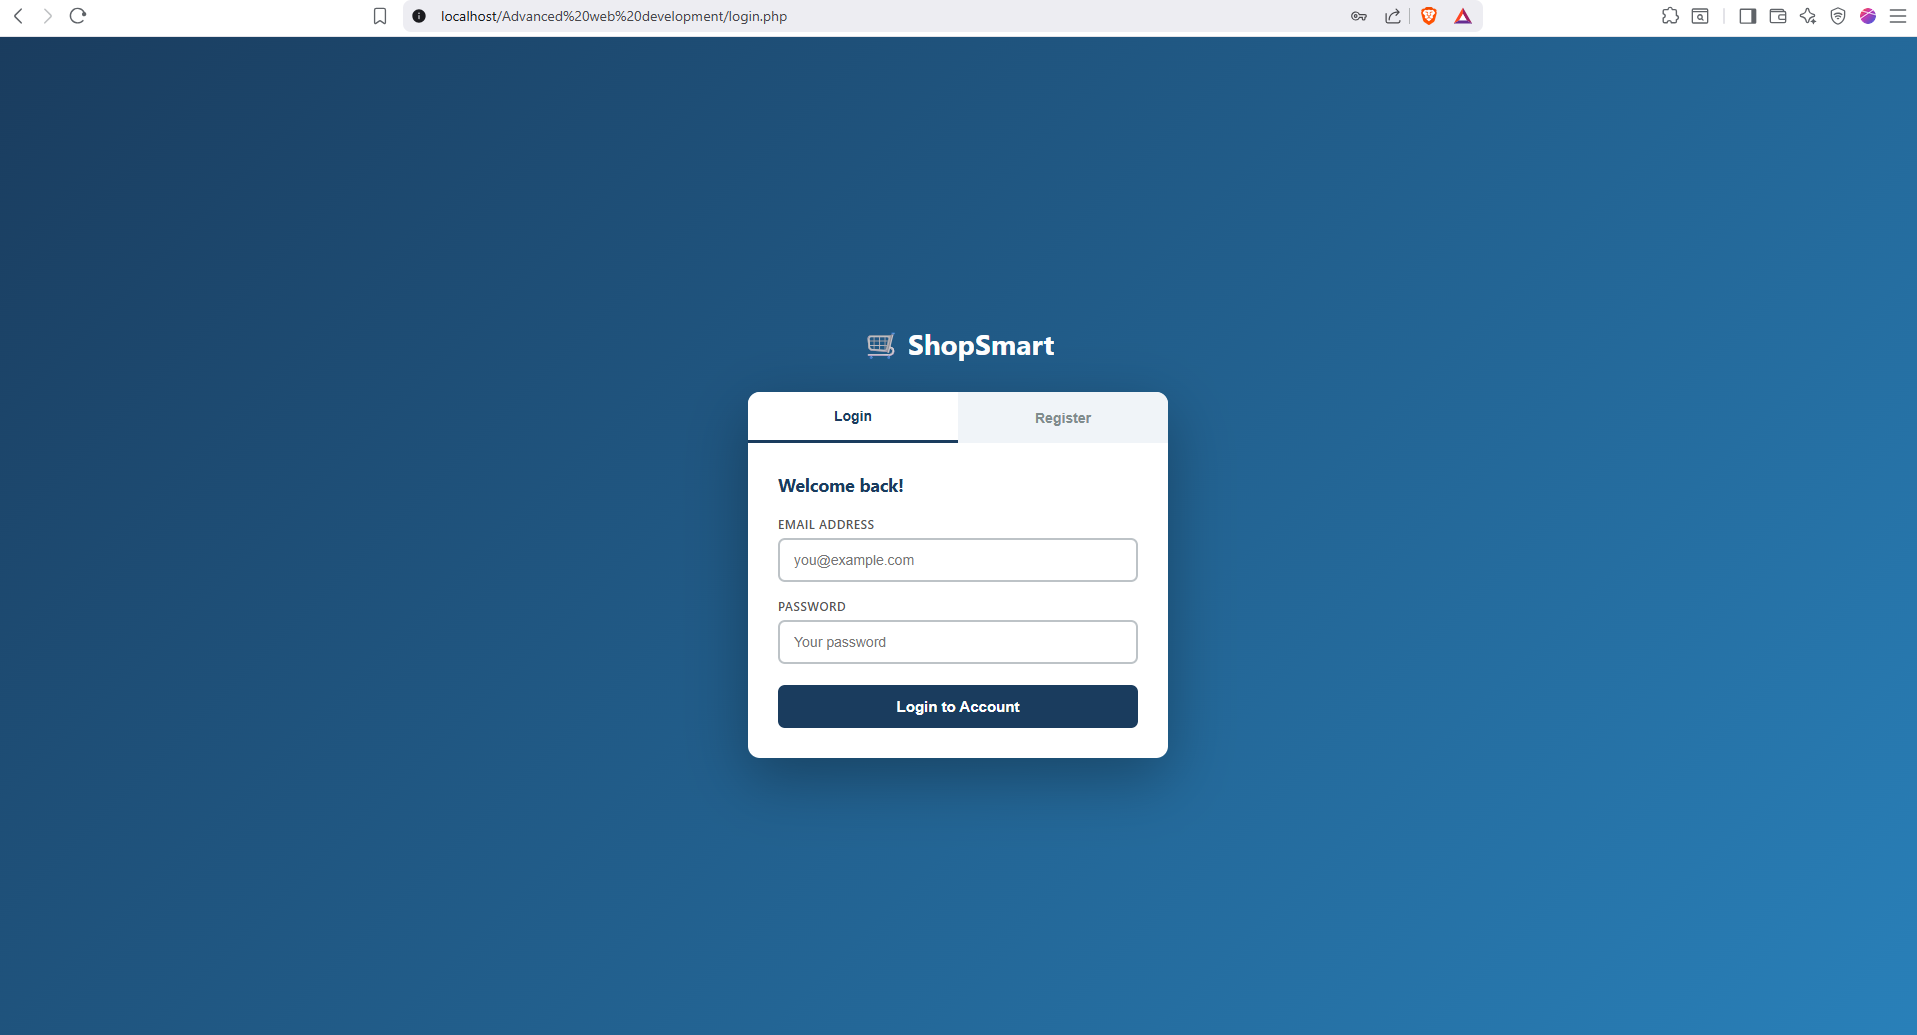 localhost/Advanced%20web%20development/login.php
ShopSmart
Login
Register
Welcome back!
EMAIL ADDRESS
you@example.com
PASSWORD
Your password
Login to Account